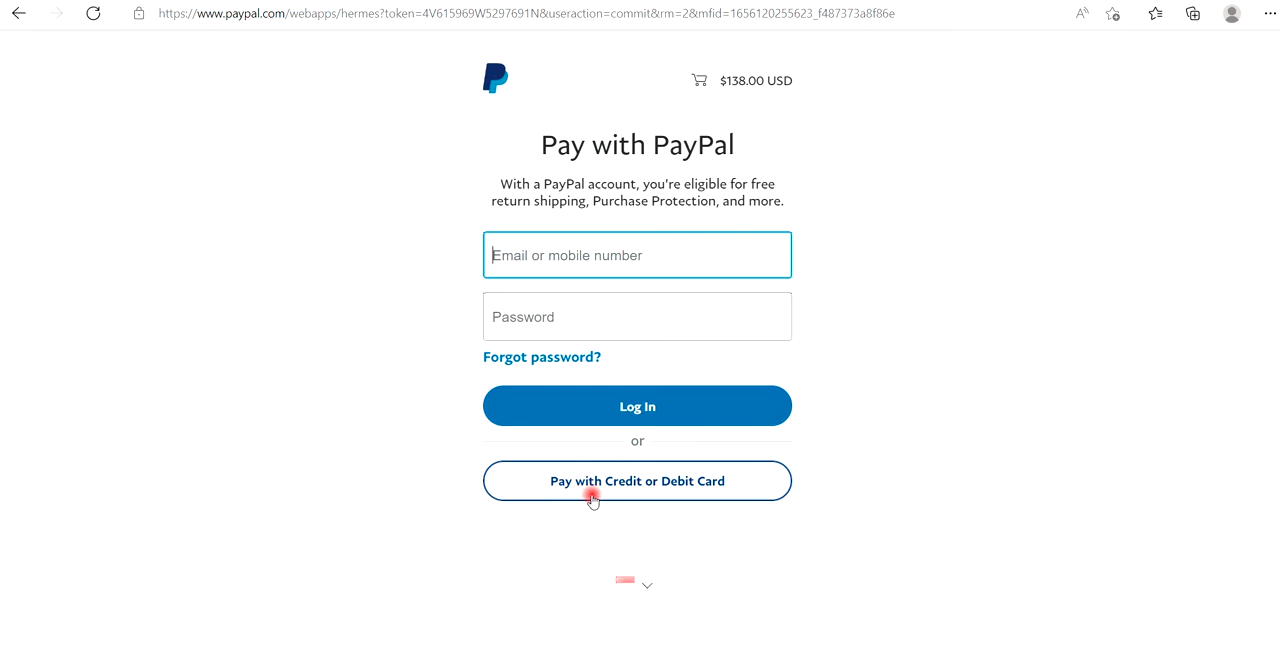 https://www.paypal.com/webapps/hermes?token=4V615969W5297691N&useraction=commit&rm=2&mfid=1656120255623_f487373a8f86e
$138.00 USD
Pay with PayPal
With a PayPal account, you're eligible for free
return shipping, Purchase Protection, and more.
Email or mobile number
Password
Forgot password?
Log In
or
Pay with Credit or Debit Card